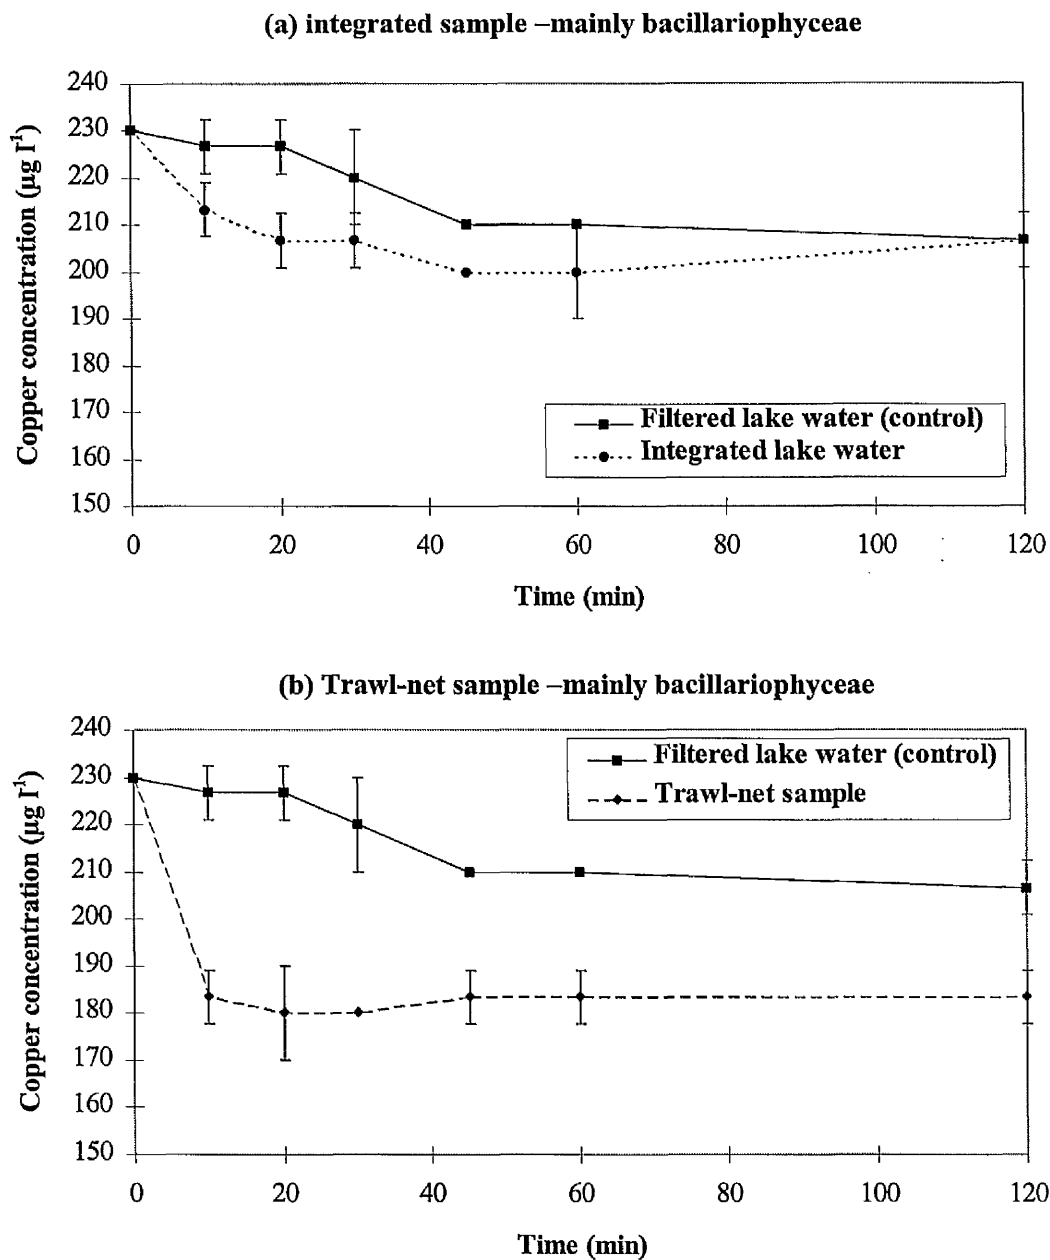 (a) integrated sample –mainly bacillariophyceae
Copper concentration (µg l¹)
240
230
220
210
200
190
180
170
160
150
Filtered lake water (control)
Integrated lake water
0 20 40 60 80 100 120
Time (min)
(b) Trawl-net sample –mainly bacillariophyceae
Copper concentration (µg l¹)
240
230
220
210
200
190
180
170
160
150
Filtered lake water (control)
Trawl-net sample
0 20 40 60 80 100 120
Time (min)